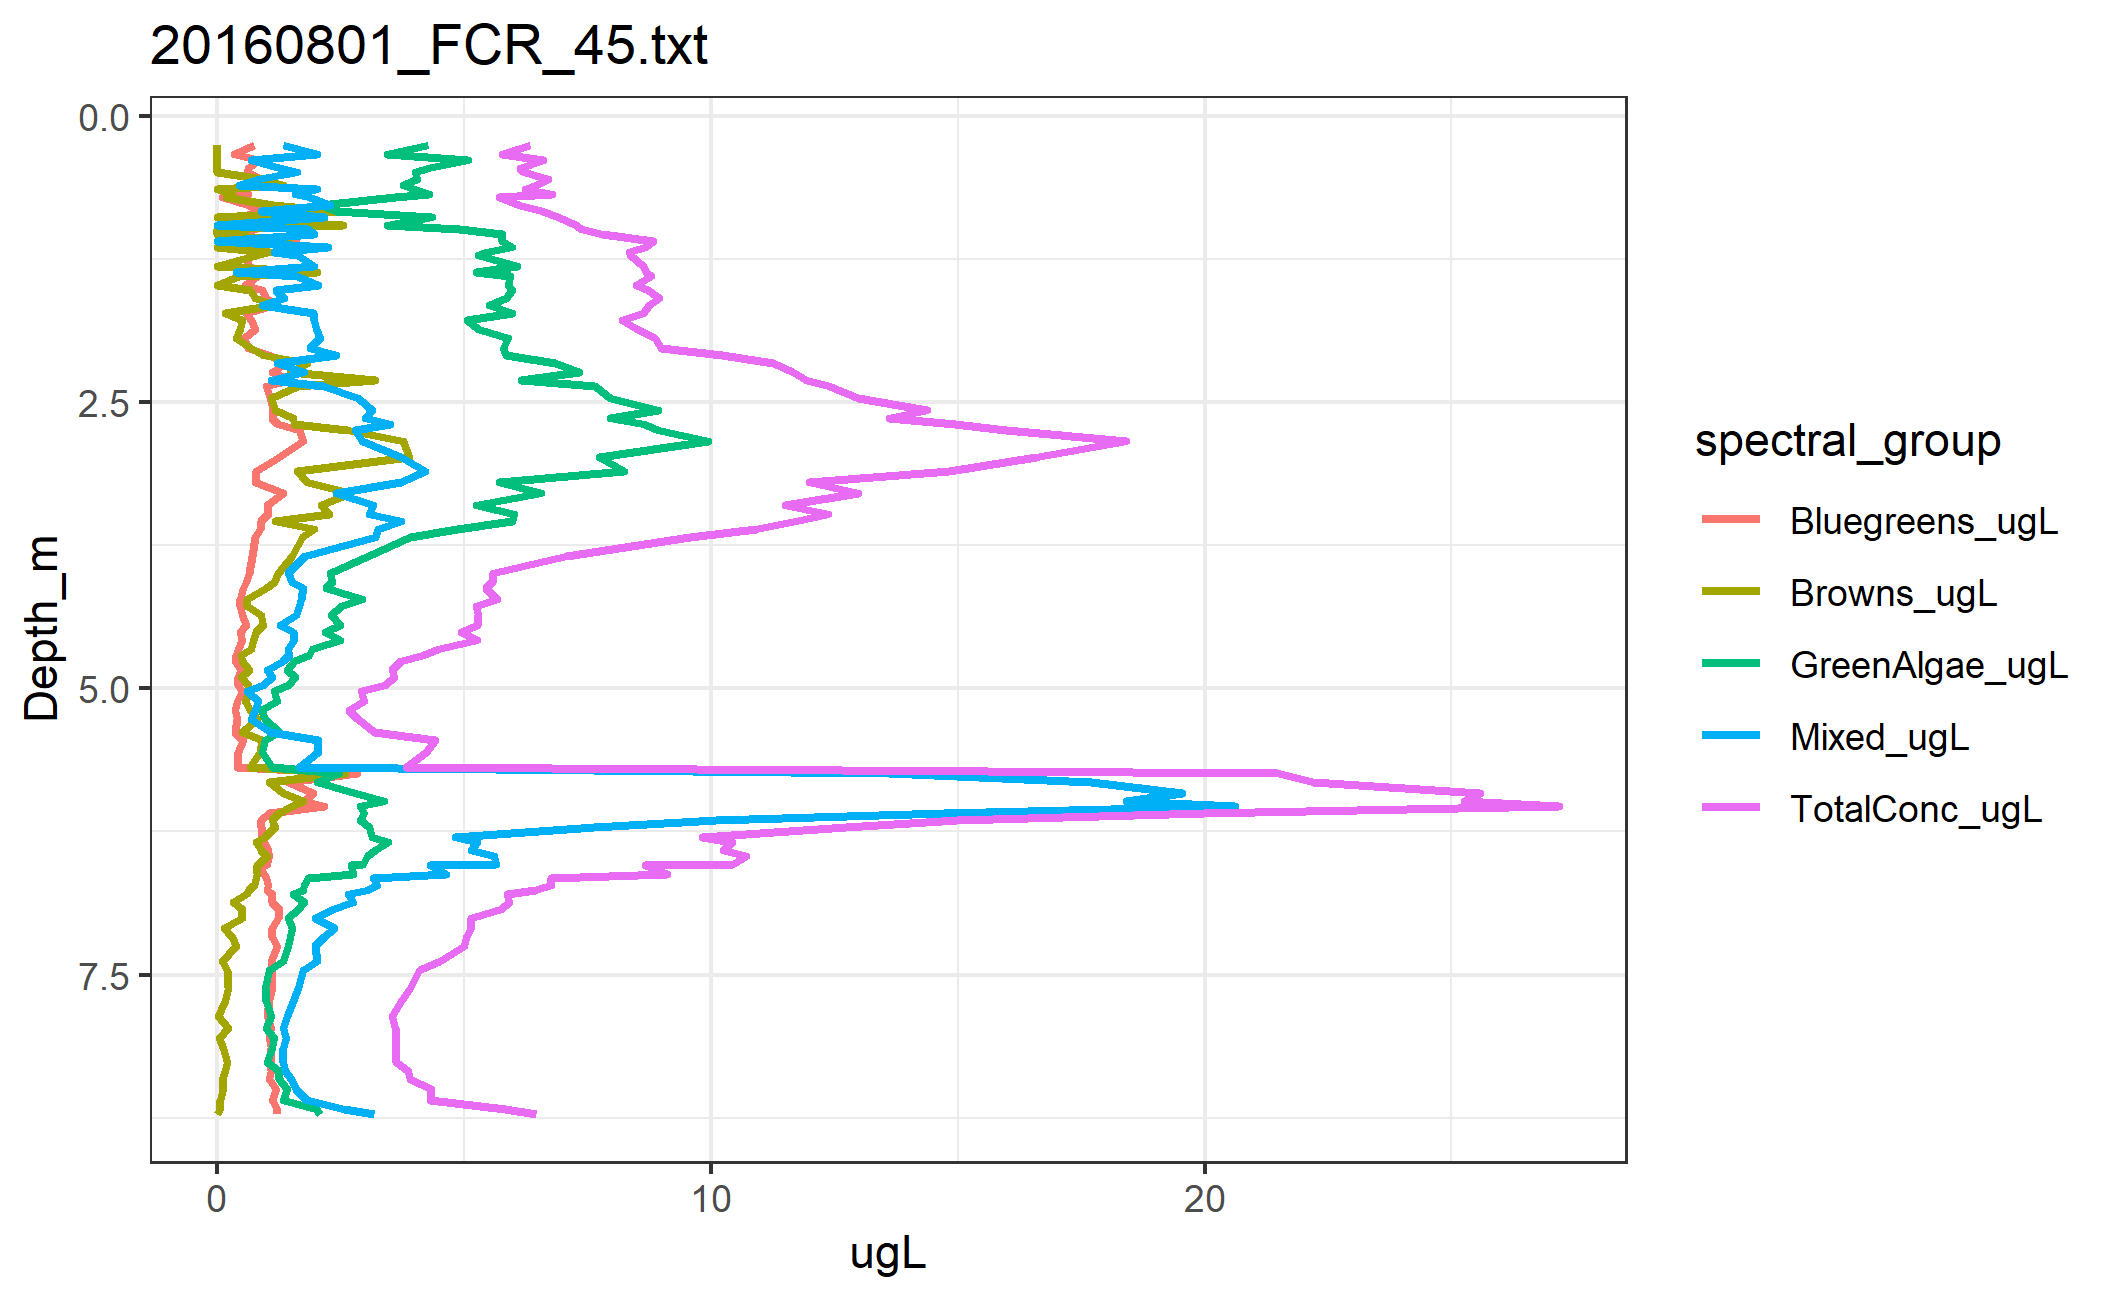 20160801_FCR_45.txt
0.0
2.5
5.0
7.5
Depth_m
0 10 20
ugL
spectral_group
Bluegreens_ugL
Browns_ugL
GreenAlgae_ugL
Mixed_ugL
TotalConc_ugL